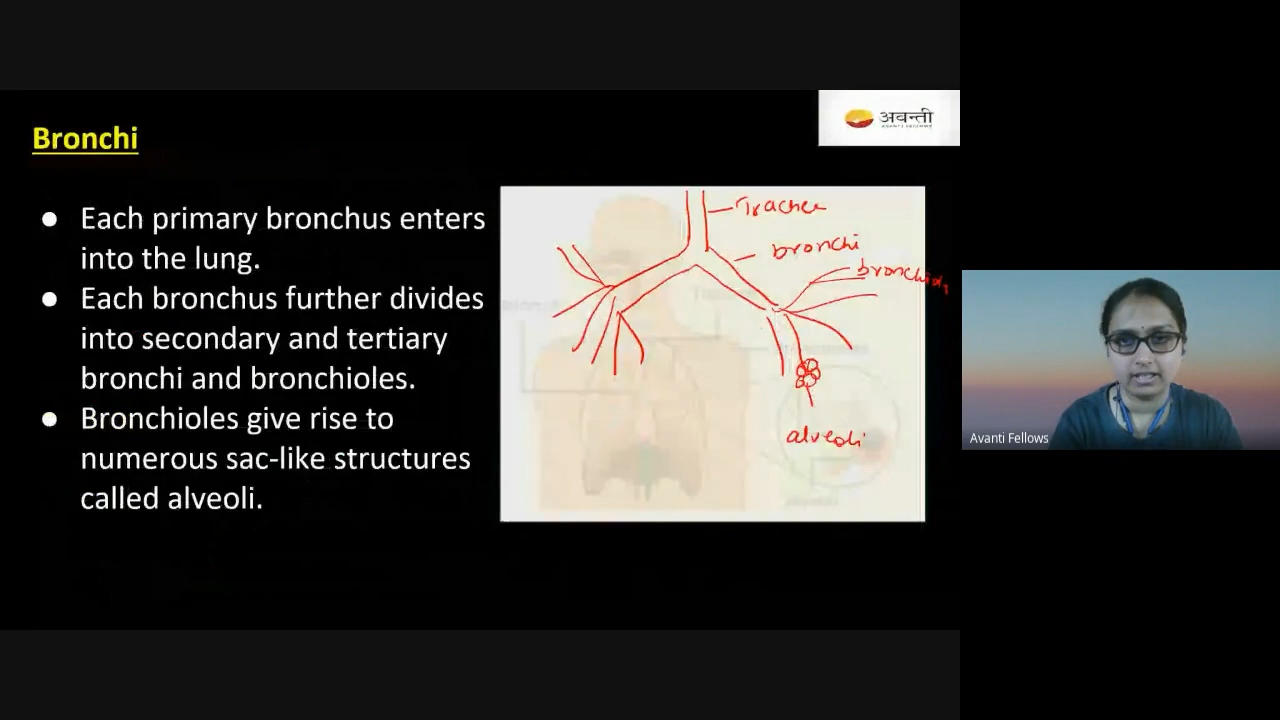 Bronchi
अवन्ती
● Each primary bronchus enters
into the lung.
● Each bronchus further divides
into secondary and tertiary
bronchi and bronchioles.
● Bronchioles give rise to
numerous sac-like structures
called alveoli.
bronchi
alveoli
Avanti Fellows